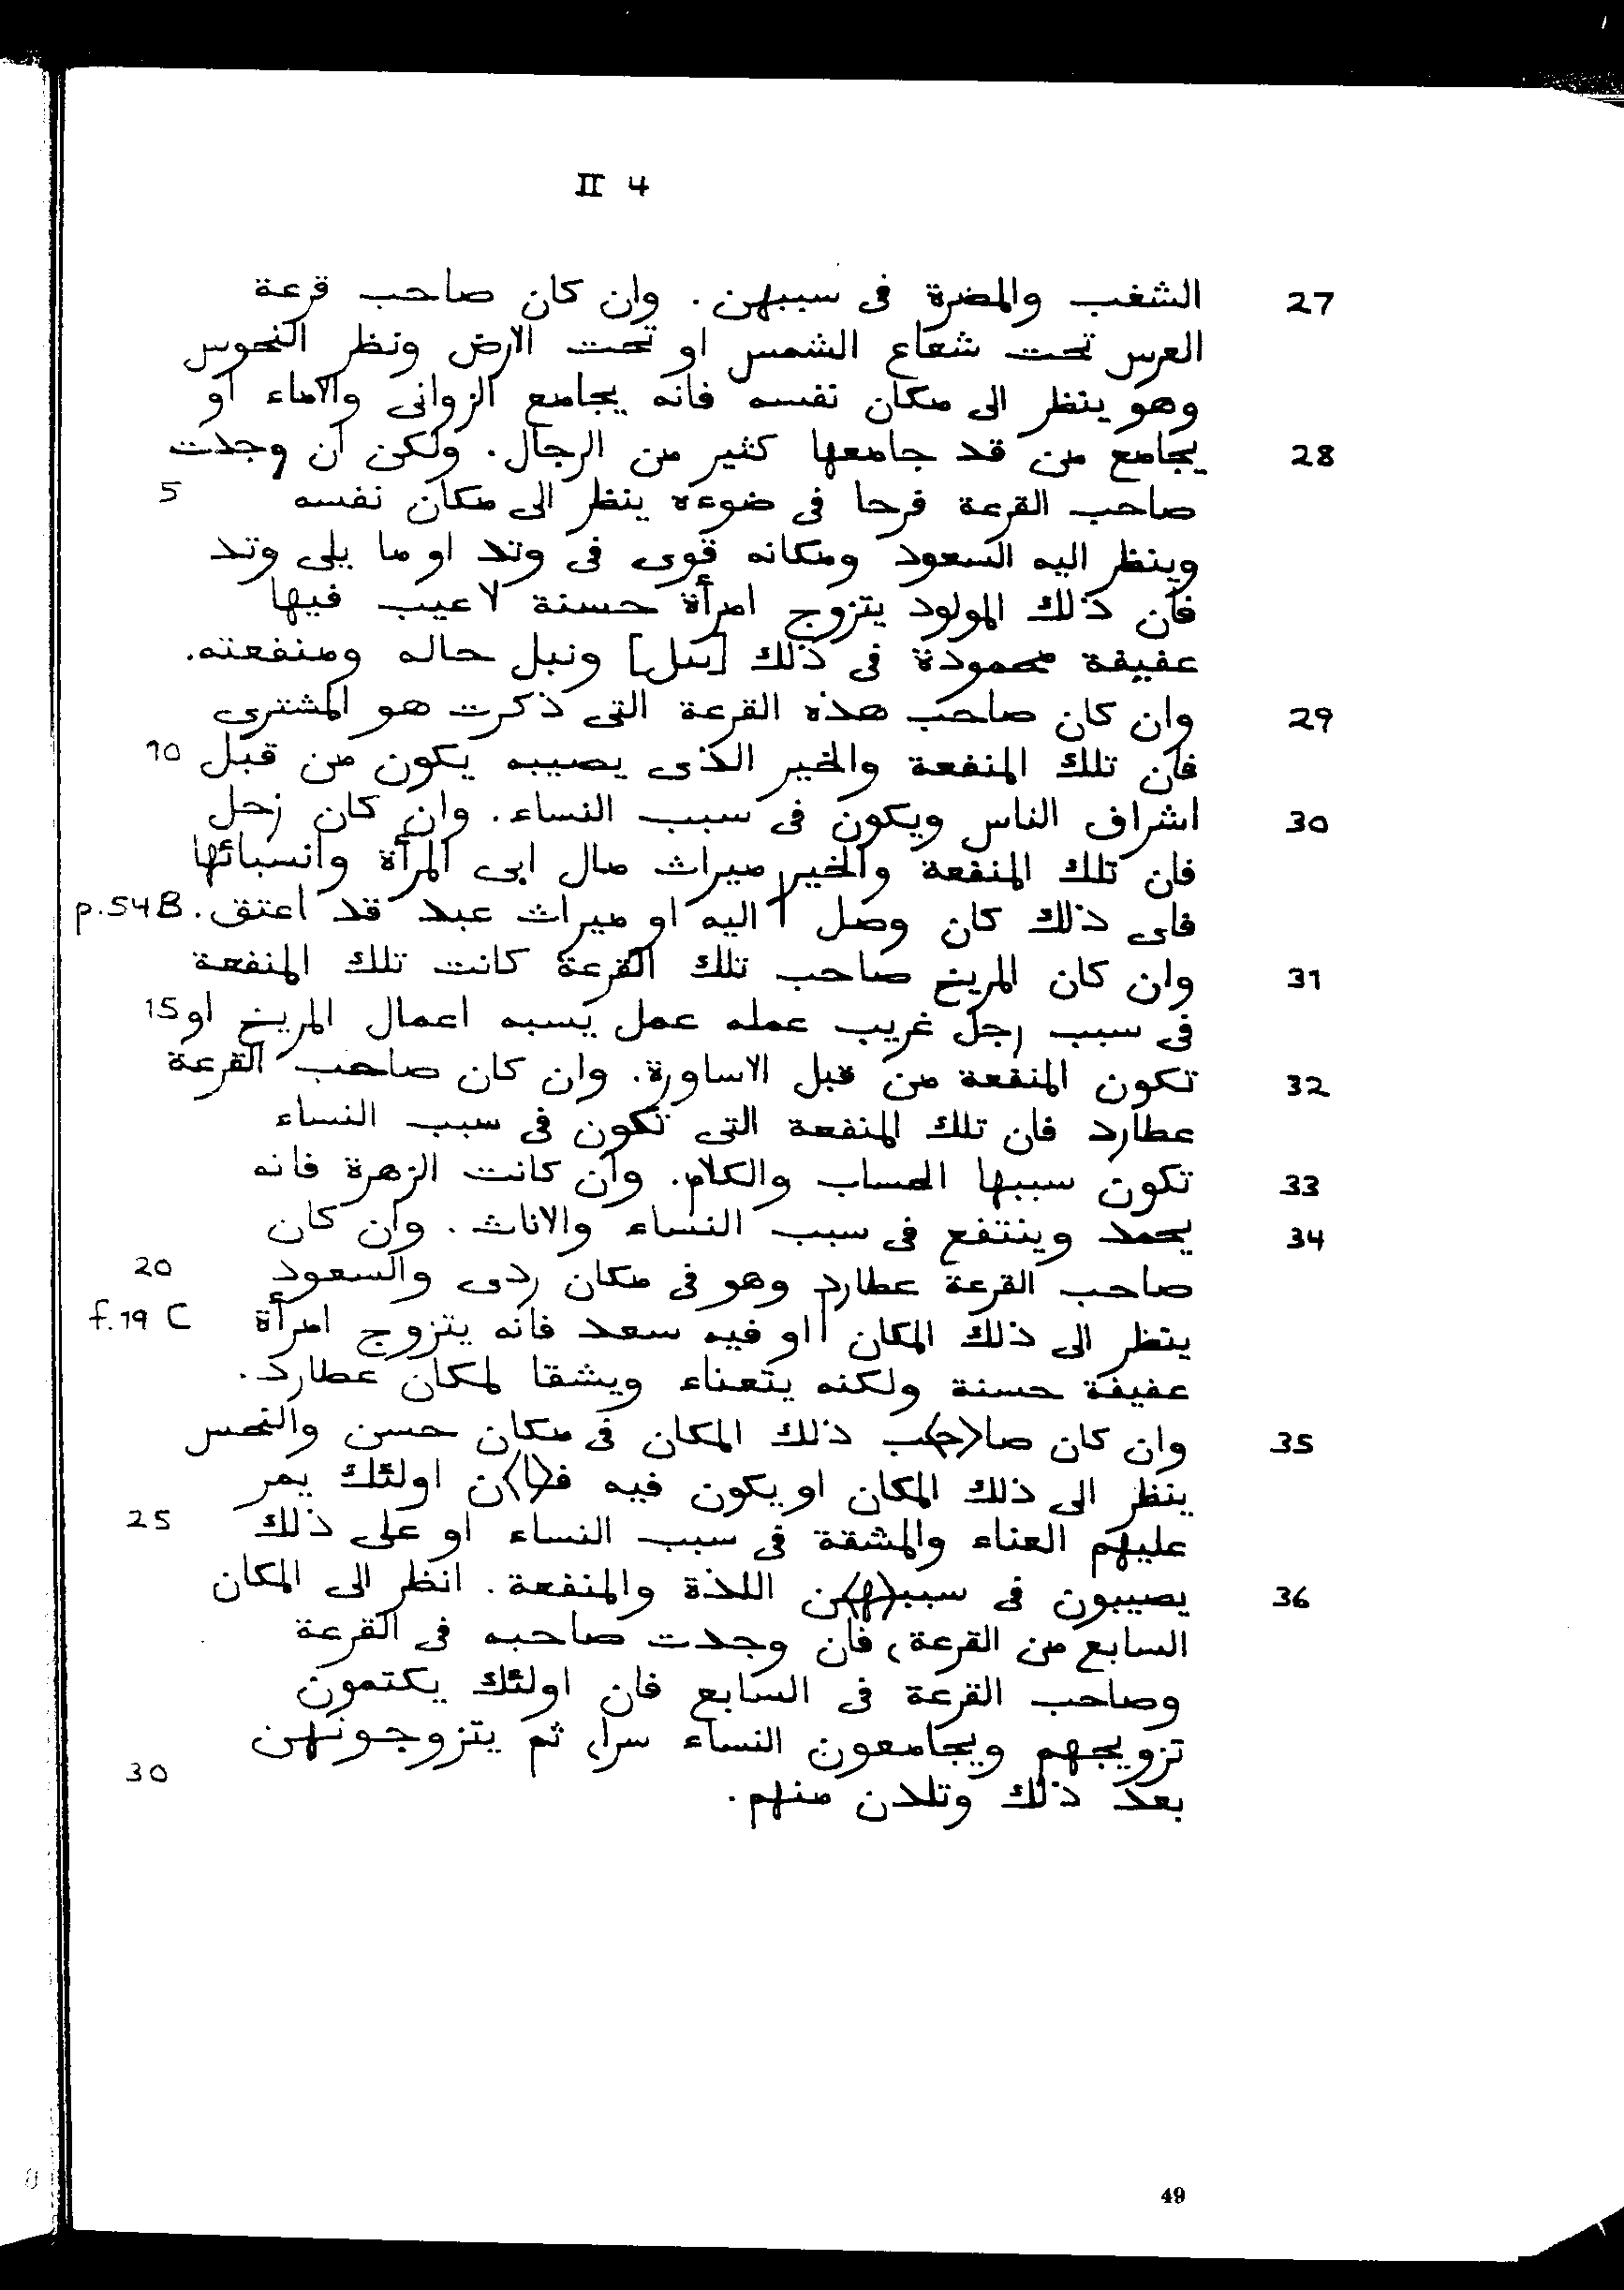 II 4
27 الشغب والمضرة فى سببهن. وان كان صاحب قرعة
العرس تحت شعاع الشمس او تحت الارض ونظر النحوس
وهو ينظر الى مكان نفسه فانه يجامع الزوانى والاماء او
28 يجامع من قد جامعها كثير من الرجال. ولكن ان وجدت
صاحب القرعة فرحا فى ضوءه ينظر الى مكان نفسه 5
وينظر اليه السعود ومكانه قوى فى وتد او ما يلى وتد
فان ذلك المولود يتزوج امرأة حسنة لا عيب فيها
عفيفة محمودة فى ذلك [ىىل] ونبل حاله ومنفعته.
29 وان كان صاحب هذه القرعة التى ذكرت هو المشترى
فان تلك المنفعة والخير الذى يصيبه يكون من قبل 10
30 اشراف الناس ويكون فى سبب النساء. وان كان زحل
فان تلك المنفعة والخير ميراث مال ابى المرأة وانسبائها
فاى ذلك كان وصل | اليه او ميراث عبد قد اعتق. p.54B
31 وان كان المريخ صاحب تلك القرعة كانت تلك المنفعة
فى سبب رجل غريب عمله عمل يسبه اعمال المريخ او 15
32 تكون المنفعة من قبل الاساورة. وان كان صاحب القرعة
عطارد فان تلك المنفعة التى تكون فى سبب النساء
33 تكون سببها الحساب والكلام. وان كانت الزهرة فانه
34 يحمد وينتفع فى سبب النساء والاناث. وان كان
صاحب القرعة عطارد وهو فى مكان ردى والسعود 20
ينظر الى ذلك المكان | او فيه سعد فانه يتزوج امرأة f.19 C
عفيفة حسنة ولكنه يتعناء ويشقا لمكان عطارد.
35 وان كان صا<ح>ب ذلك المكان فى مكان حسن والنحس
ينظر الى ذلك المكان او يكون فيه ف<ا>ن اولئك يمر
عليهم العناء والمشقة فى سبب النساء او على ذلك 25
36 يصيبون فى سبب<ه>ن اللذة والمنفعة. انظر الى المكان
السابع من القرعة، فان وجدت صاحبه فى القرعة
وصاحب القرعة فى السابع فان اولئك يكتمون
تزويجهم ويجامعون النساء سرا، ثم يتزوجونهن
بعد ذلك وتلدن منهم. 30
49